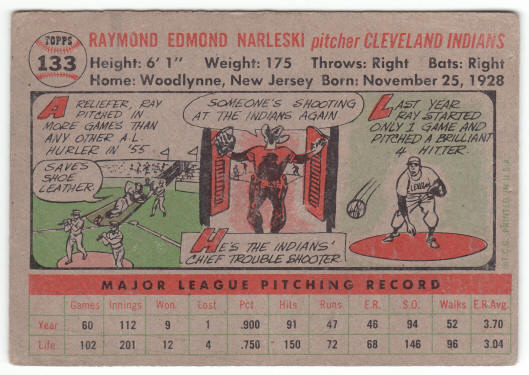 TOPPS
133
RAYMOND EDMOND NARLESKI pitcher CLEVELAND INDIANS
Height: 6' 1" Weight: 175 Throws: Right Bats: Right
Home: Woodlynne, New Jersey Born: November 25, 1928
A RELIEFER, RAY
PITCHED IN
MORE GAMES THAN
ANY OTHER A.L.
HURLER IN '55.
SAVES
SHOE
LEATHER.
SOMEONE'S SHOOTING
AT THE INDIANS AGAIN
HE'S THE INDIANS'
CHIEF TROUBLE SHOOTER.
LAST YEAR
RAY STARTED
ONLY 1 GAME AND
PITCHED A BRILLIANT
4 HITTER.
©T.C.G. PRINTED IN U.S.A.
MAJOR LEAGUE PITCHING RECORD
Games Innings Won Lost Pct Hits Runs E.R. S.O. Walks E.R.Avg.
Year 60 112 9 1 .900 91 47 46 94 52 3.70
Life 102 201 12 4 .750 150 72 68 146 96 3.04